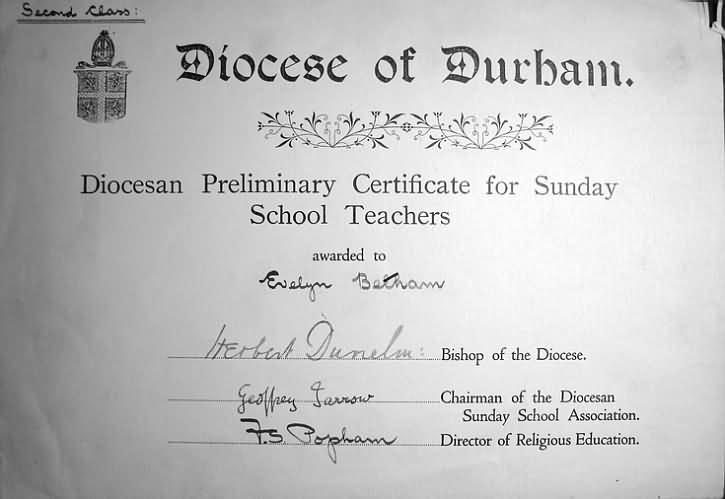 Second Class:
Diocese of Durham.
Diocesan Preliminary Certificate for Sunday
School Teachers
awarded to
Evelyn Betham
Herbert Dunelm: Bishop of the Diocese.
Geoffrey Farrow Chairman of the Diocesan
Sunday School Association.
F.S. Popham Director of Religious Education.